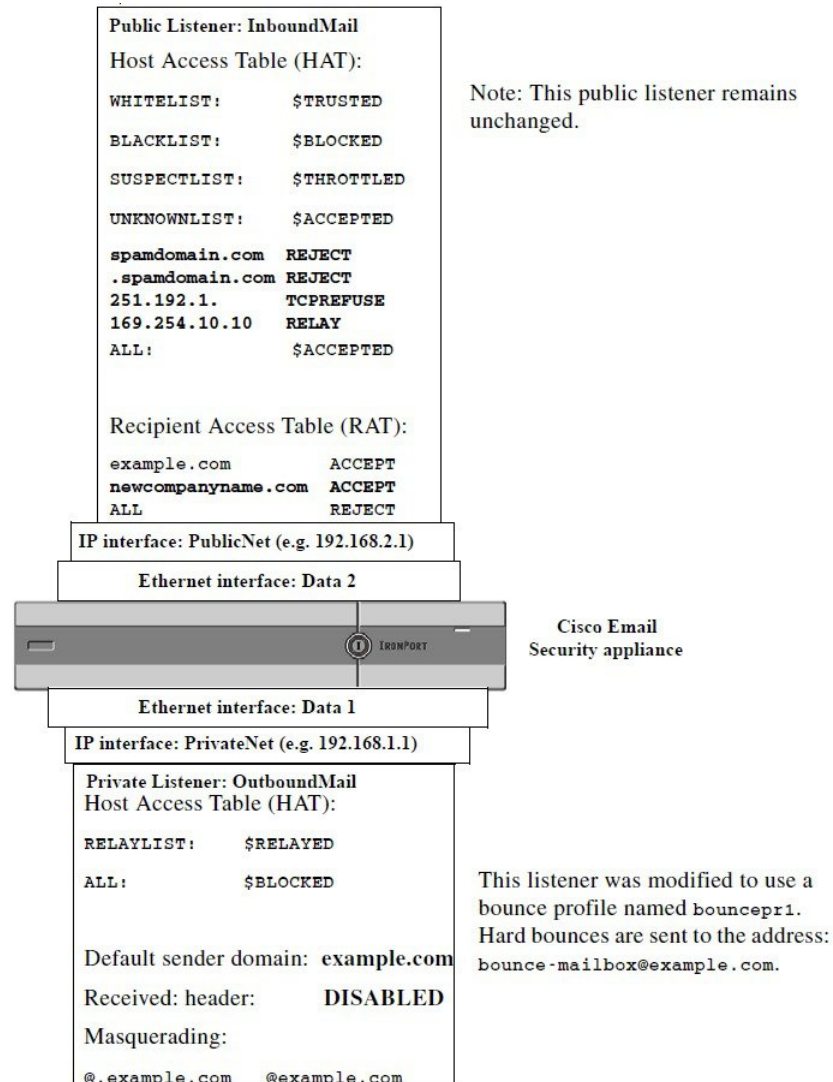 Public Listener: InboundMail
Host Access Table (HAT):
WHITELIST: $TRUSTED
BLACKLIST: $BLOCKED
SUSPECTLIST: $THROTTLED
UNKNOWNLIST: $ACCEPTED
spamdomain.com REJECT
.spamdomain.com REJECT
251.192.1. TCPREFUSE
169.254.10.10 RELAY
ALL: $ACCEPTED
Note: This public listener remains
unchanged.
Recipient Access Table (RAT):
example.com ACCEPT
newcompanyname.com ACCEPT
ALL REJECT
IP interface: PublicNet (e.g. 192.168.2.1)
Ethernet interface: Data 2
IRONPORT
Cisco Email
Security appliance
Ethernet interface: Data 1
IP interface: PrivateNet (e.g. 192.168.1.1)
Private Listener: OutboundMail
Host Access Table (HAT):
RELAYLIST: $RELAYED
ALL: $BLOCKED
This listener was modified to use a
bounce profile named bouncepr1.
Hard bounces are sent to the address:
bounce-mailbox@example.com.
Default sender domain: example.com
Received: header: DISABLED
Masquerading:
@.example.com @example.com